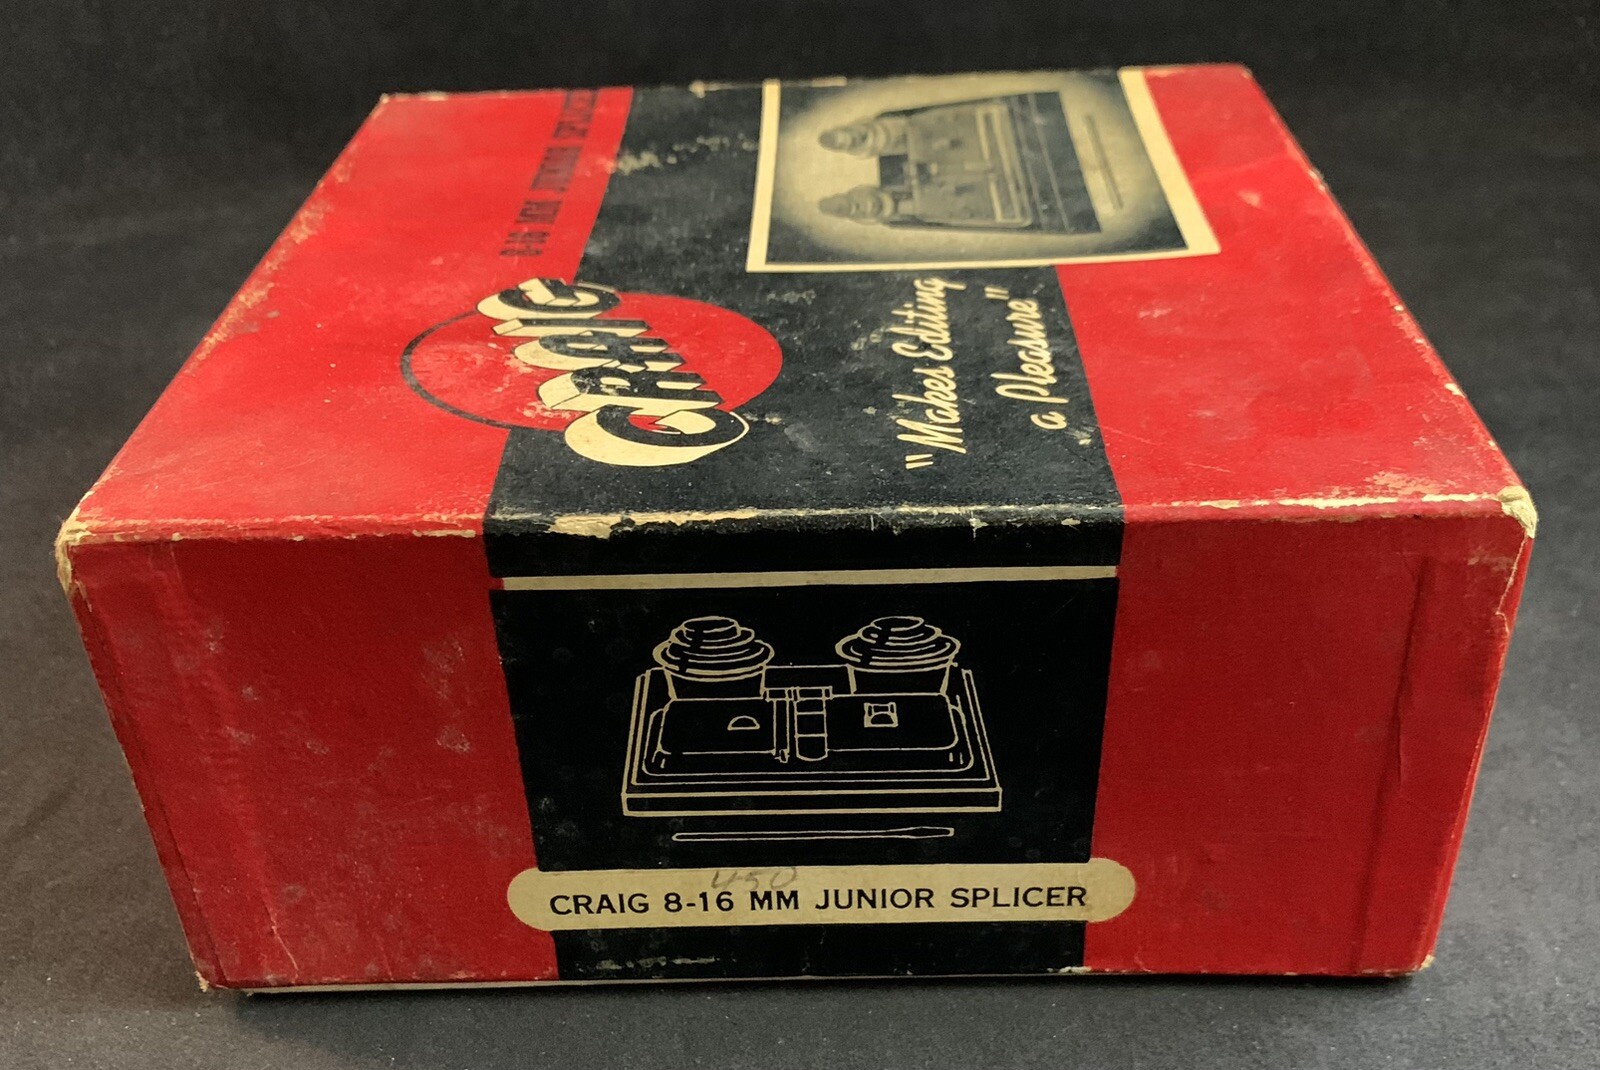 8-16 MM JUNIOR SPLICER
CRAIG
"Makes Editing
a Pleasure"
450
CRAIG 8-16 MM JUNIOR SPLICER